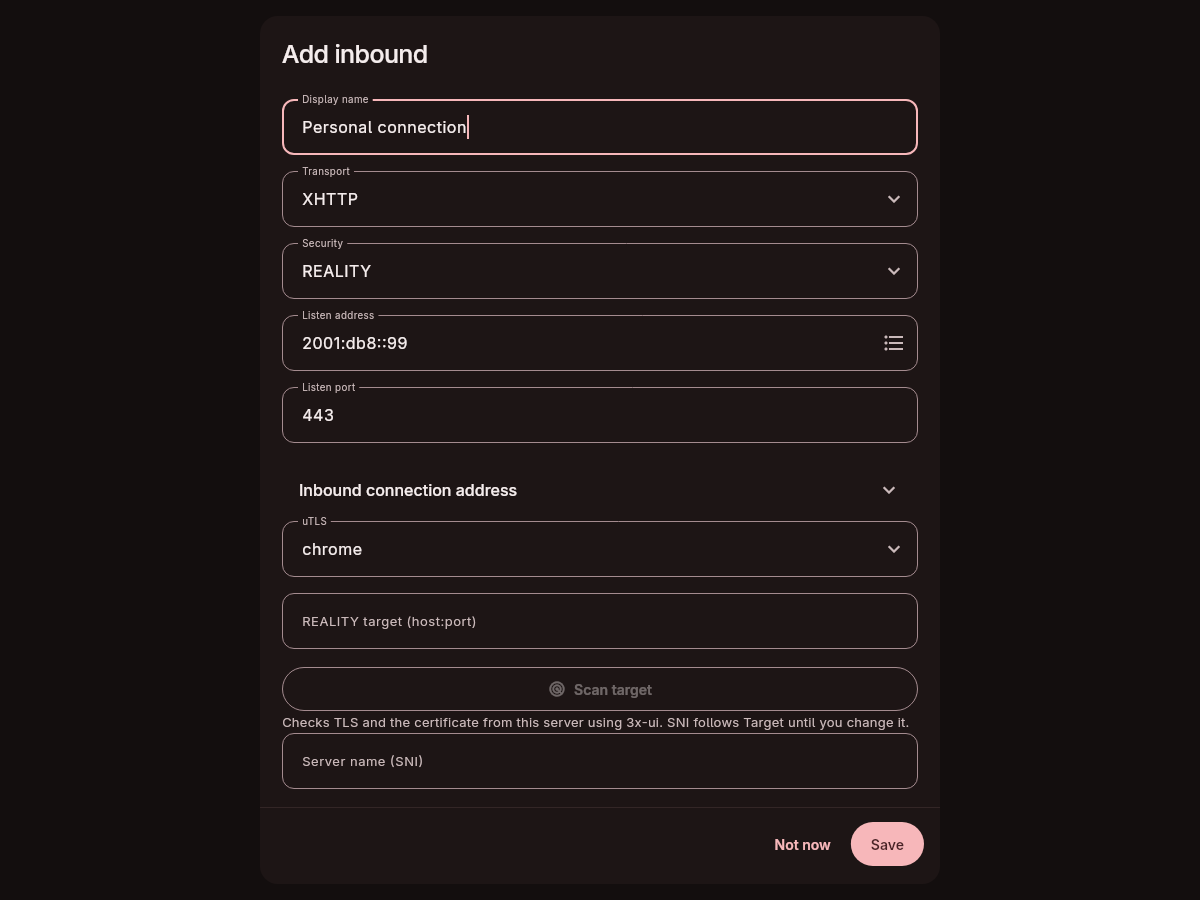 Add inbound
Display name
Personal connection
Transport
XHTTP
Security
REALITY
Listen address
2001:db8::99
Listen port
443
Inbound connection address
uTLS
chrome
REALITY target (host:port)
Scan target
Checks TLS and the certificate from this server using 3x-ui. SNI follows Target until you change it.
Server name (SNI)
Not now
Save